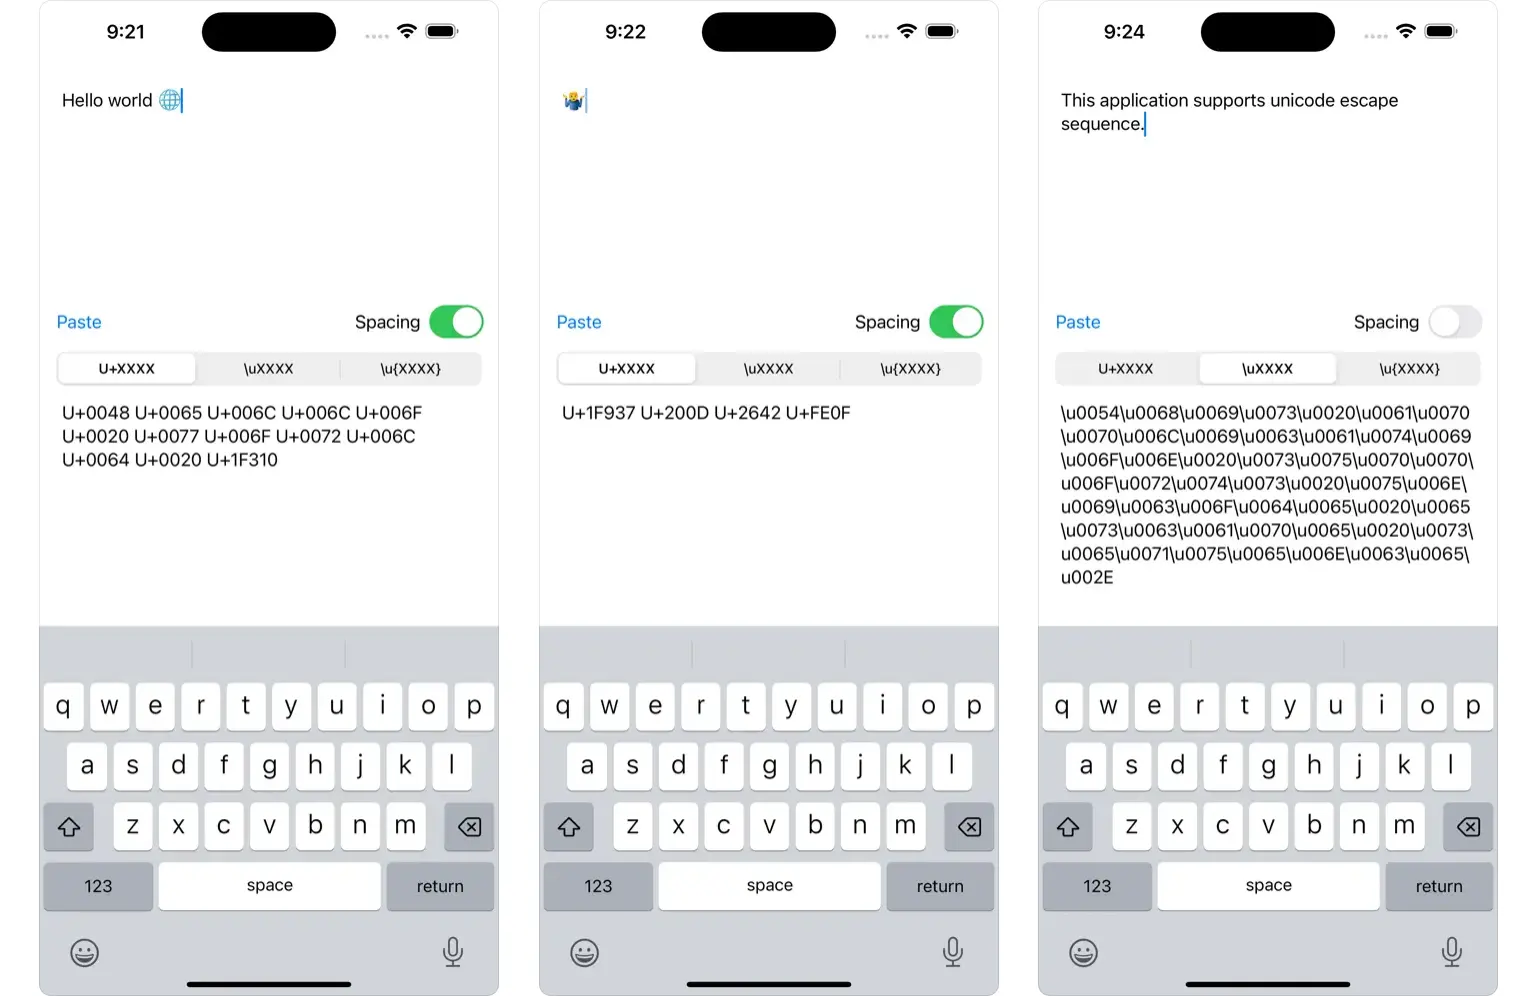 9:21
Hello world 🌐
Paste
Spacing
U+XXXX
\uXXXX
\u{XXXX}
U+0048 U+0065 U+006C U+006C U+006F
U+0020 U+0077 U+006F U+0072 U+006C
U+0064 U+0020 U+1F310
q w e r t y u i o p
a s d f g h j k l
z x c v b n m
123
space
return
9:22
🤷‍♂️
Paste
Spacing
U+XXXX
\uXXXX
\u{XXXX}
U+1F937 U+200D U+2642 U+FE0F
q w e r t y u i o p
a s d f g h j k l
z x c v b n m
123
space
return
9:24
This application supports unicode escape
sequence.
Paste
Spacing
U+XXXX
\uXXXX
\u{XXXX}
\u0054\u0068\u0069\u0073\u0020\u0061\u0070
\u0070\u006C\u0069\u0063\u0061\u0074\u0069
\u006F\u006E\u0020\u0073\u0075\u0070\u0070\
u006F\u0072\u0074\u0073\u0020\u0075\u006E\
u0069\u0063\u006F\u0064\u0065\u0020\u0065
\u0073\u0063\u0061\u0070\u0065\u0020\u0073\
u0065\u0071\u0075\u0065\u006E\u0063\u0065\
u002E
q w e r t y u i o p
a s d f g h j k l
z x c v b n m
123
space
return